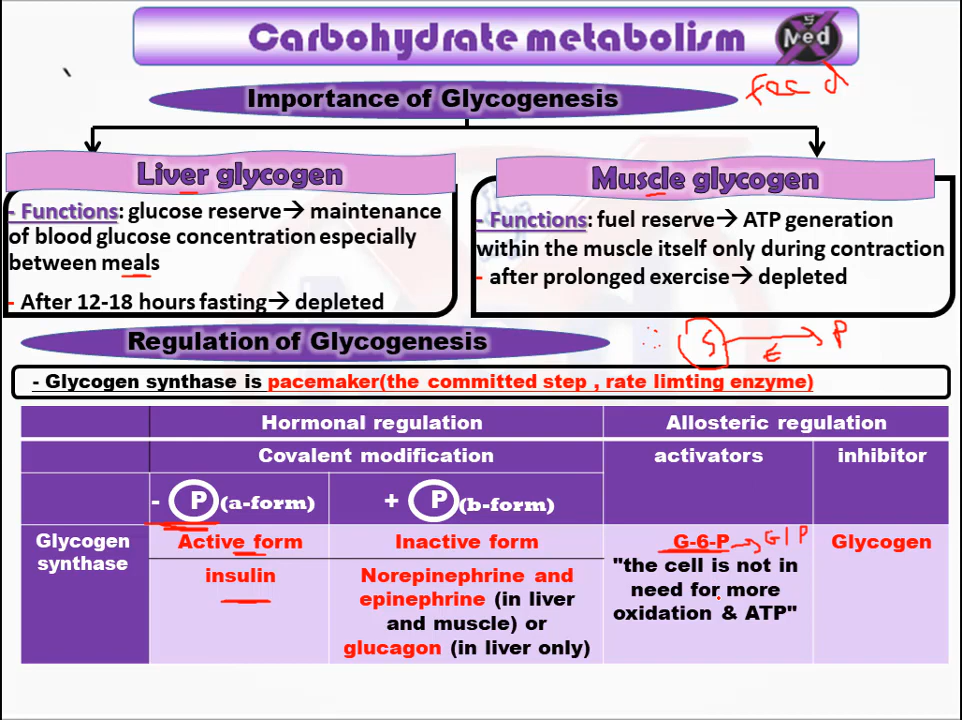 Carbohydrate metabolism
Med
Importance of Glycogenesis
Liver glycogen
- Functions: glucose reserve→ maintenance
of blood glucose concentration especially
between meals
- After 12-18 hours fasting→ depleted
Muscle glycogen
- Functions: fuel reserve→ ATP generation
within the muscle itself only during contraction
- after prolonged exercise→ depleted
Regulation of Glycogenesis
S E P
- Glycogen synthase is pacemaker(the committed step , rate limting enzyme)
Hormonal regulation
Allosteric regulation
Covalent modification
activators
inhibitor
- P (a-form)
+ P (b-form)
Glycogen
synthase
Active form
Inactive form
insulin
Norepinephrine and
epinephrine (in liver
and muscle) or
glucagon (in liver only)
G-6-P → G1P
"the cell is not in
need for more
oxidation & ATP"
Glycogen